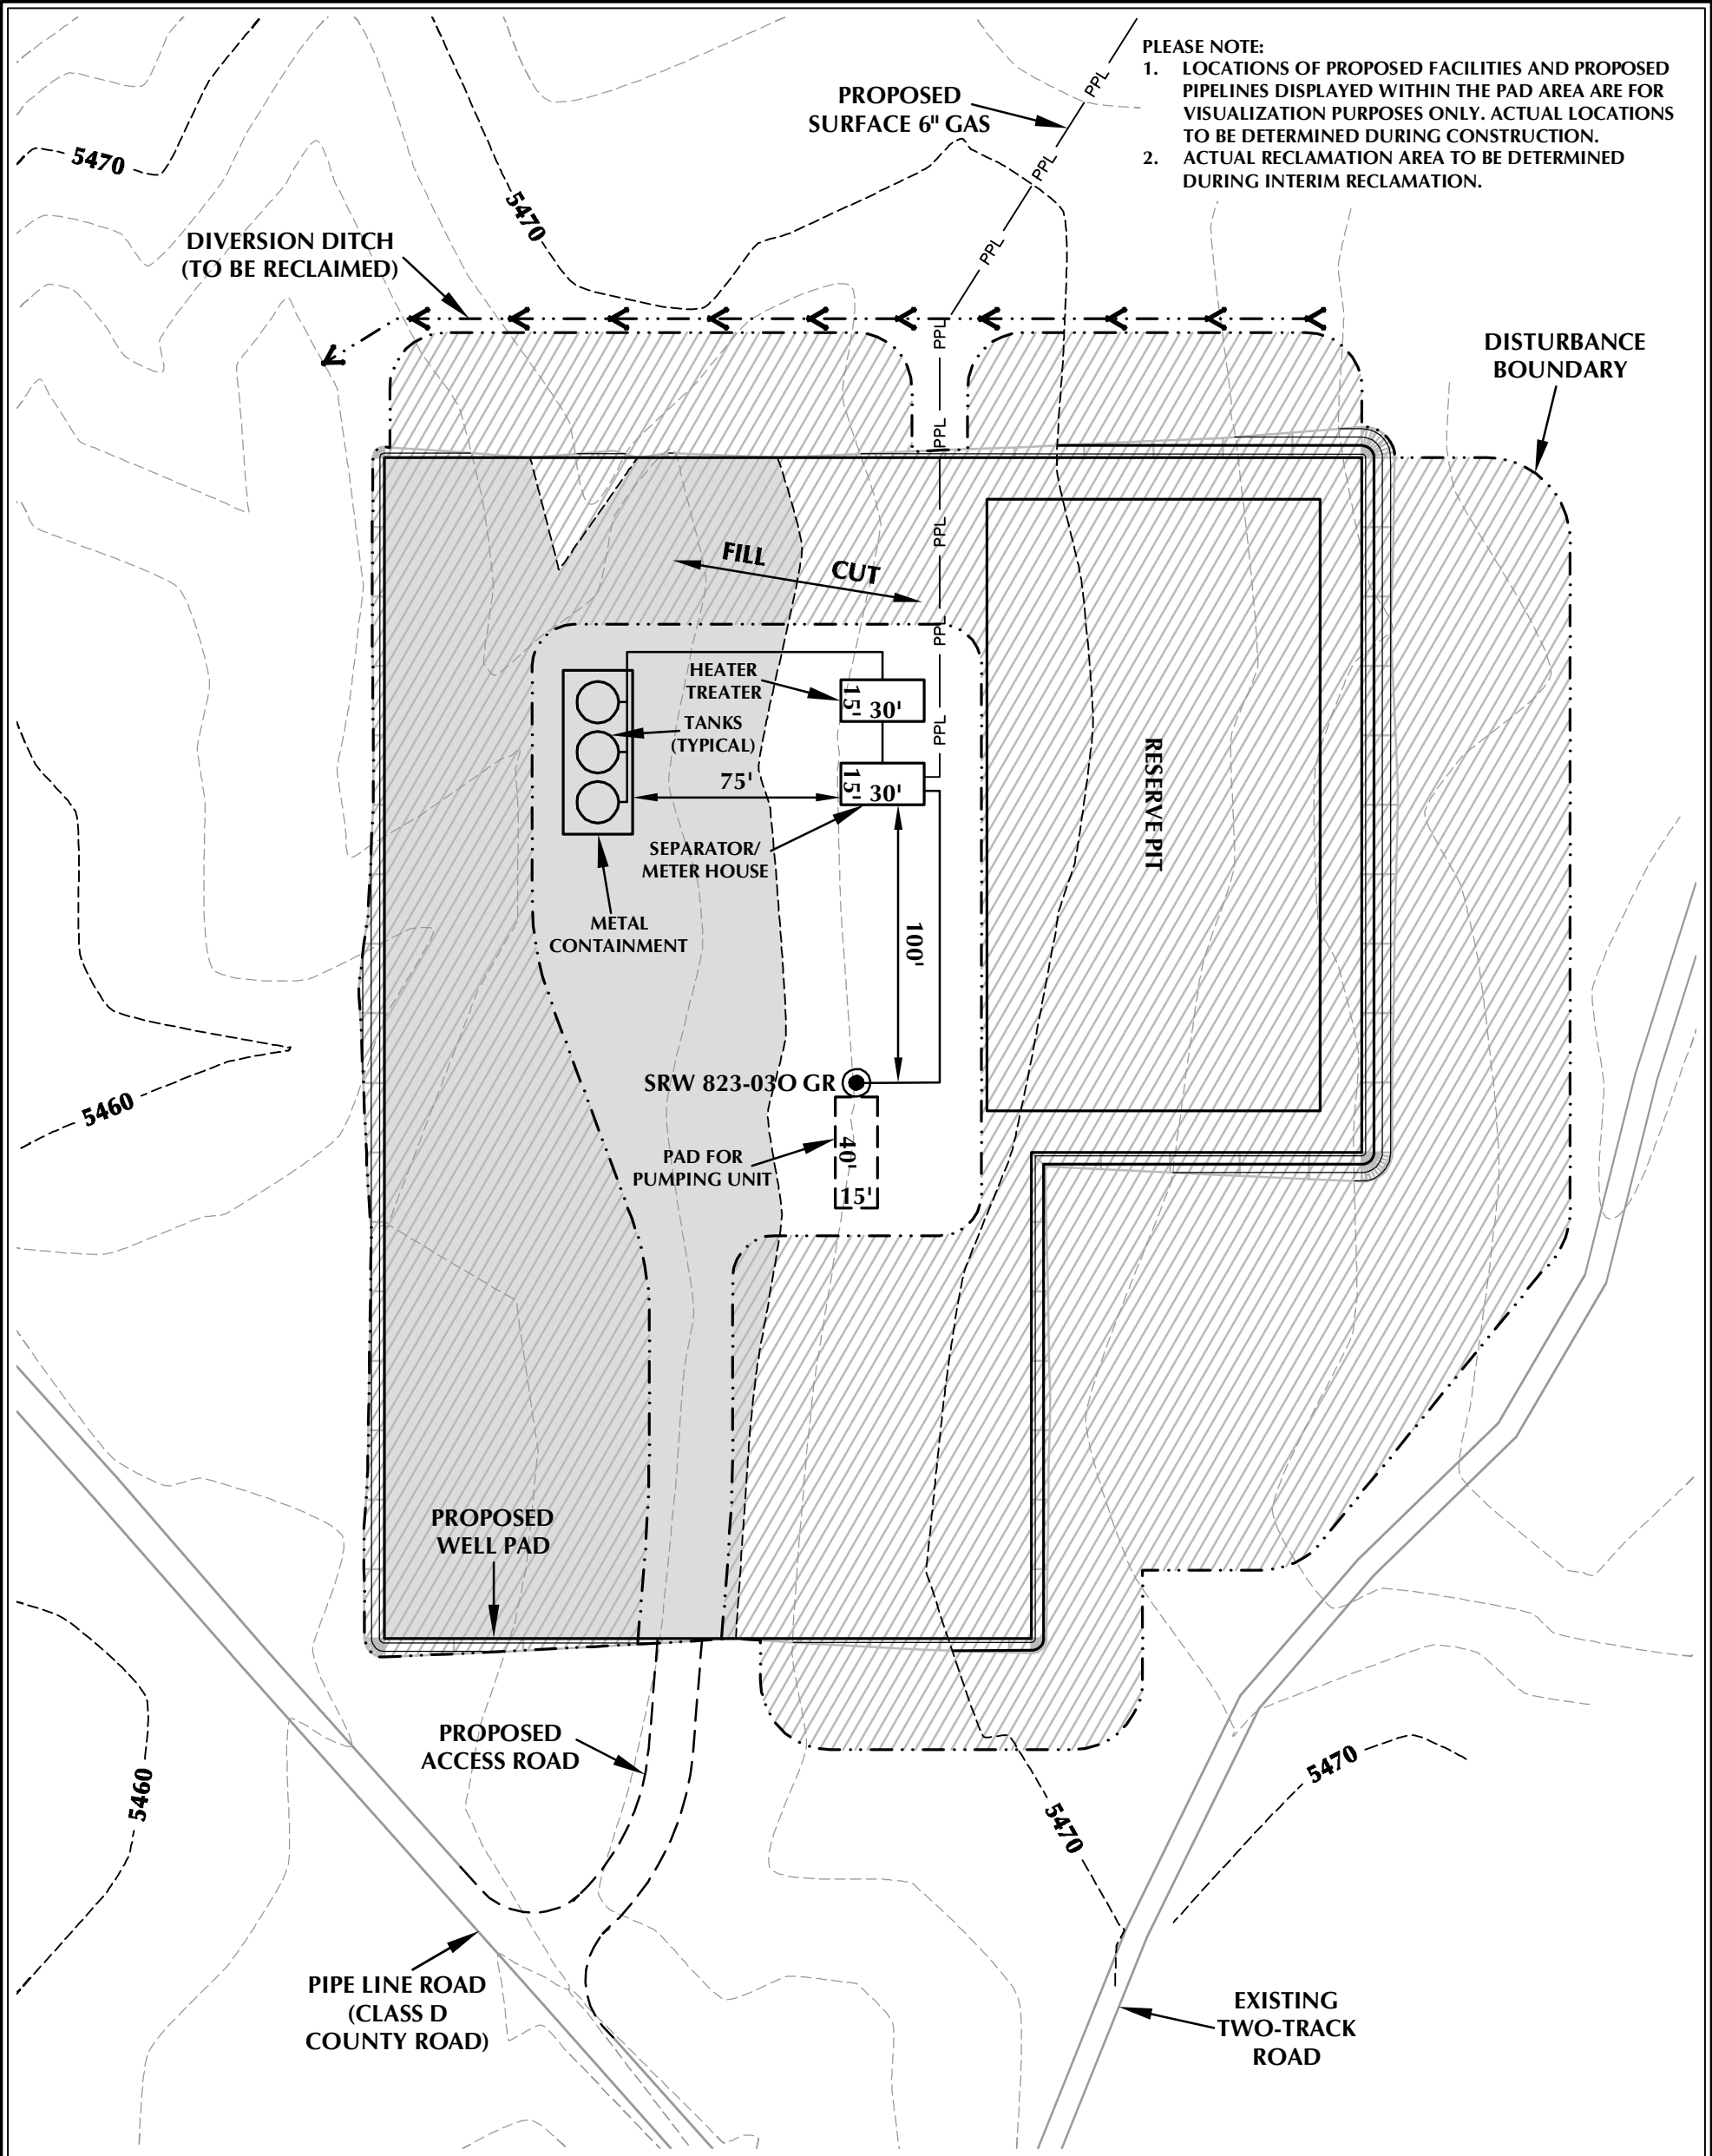 PLEASE NOTE:
1. LOCATIONS OF PROPOSED FACILITIES AND PROPOSED
PIPELINES DISPLAYED WITHIN THE PAD AREA ARE FOR
VISUALIZATION PURPOSES ONLY. ACTUAL LOCATIONS
TO BE DETERMINED DURING CONSTRUCTION.
2. ACTUAL RECLAMATION AREA TO BE DETERMINED
DURING INTERIM RECLAMATION.
PROPOSED
SURFACE 6" GAS
PPL
PPL
PPL
5470
5470
DIVERSION DITCH
(TO BE RECLAIMED)
PPL
DISTURBANCE
BOUNDARY
PPL
PPL
FILL
CUT
PPL
HEATER
TREATER
15'
30'
TANKS
(TYPICAL)
PPL
75'
15'
30'
RESERVE PIT
SEPARATOR/
METER HOUSE
METAL
CONTAINMENT
100'
SRW 823-03O GR
5460
40'
PAD FOR
PUMPING UNIT
15'
PROPOSED
WELL PAD
PROPOSED
ACCESS ROAD
5460
5470
5470
PIPE LINE ROAD
(CLASS D
COUNTY ROAD)
EXISTING
TWO-TRACK
ROAD